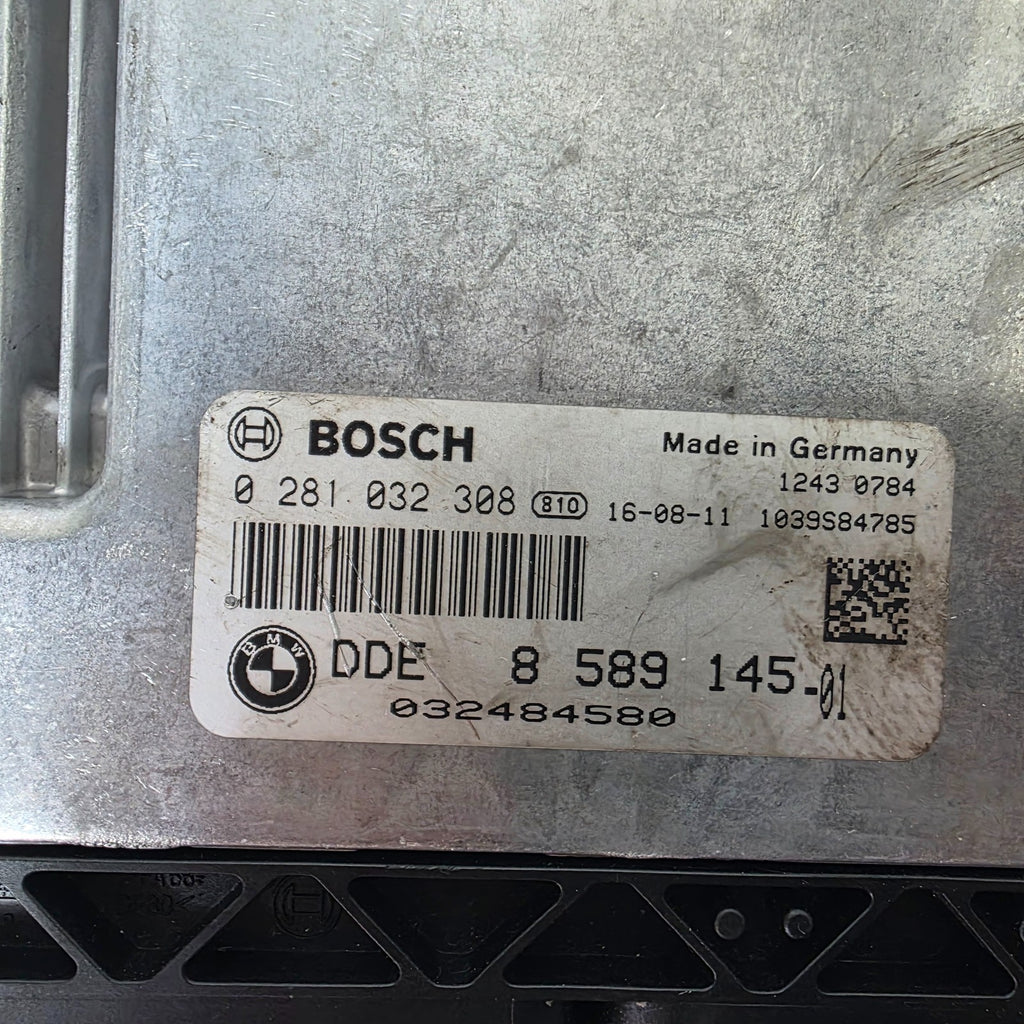 BOSCH
Made in Germany
1243 0784
0 281 032 308 810 16-08-11 1039S84785
BMW DDE 8 589 145-01
032484580